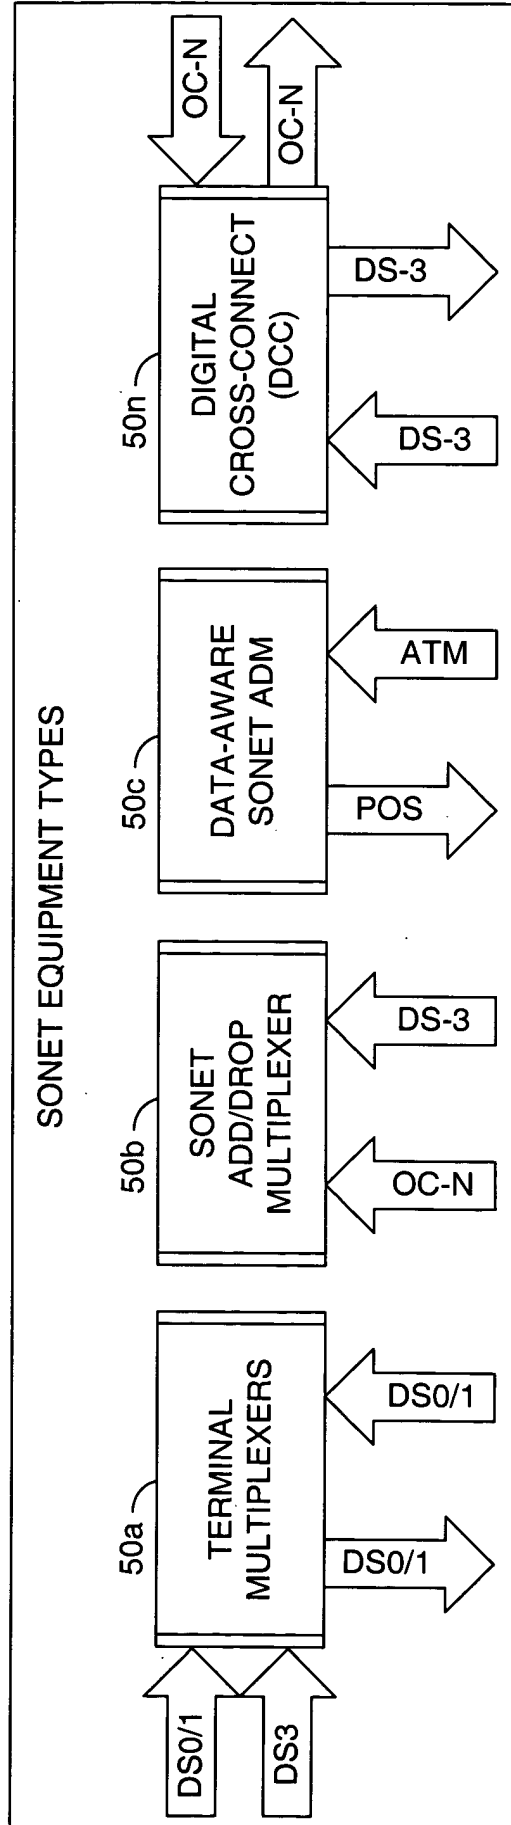 SONET EQUIPMENT TYPES
50a
TERMINAL
MULTIPLEXERS
DS0/1
DS3
DS0/1
DS0/1
50b
SONET
ADD/DROP
MULTIPLEXER
OC-N
DS-3
50c
DATA-AWARE
SONET ADM
POS
ATM
50n
DIGITAL
CROSS-CONNECT
(DCC)
DS-3
DS-3
OC-N
OC-N